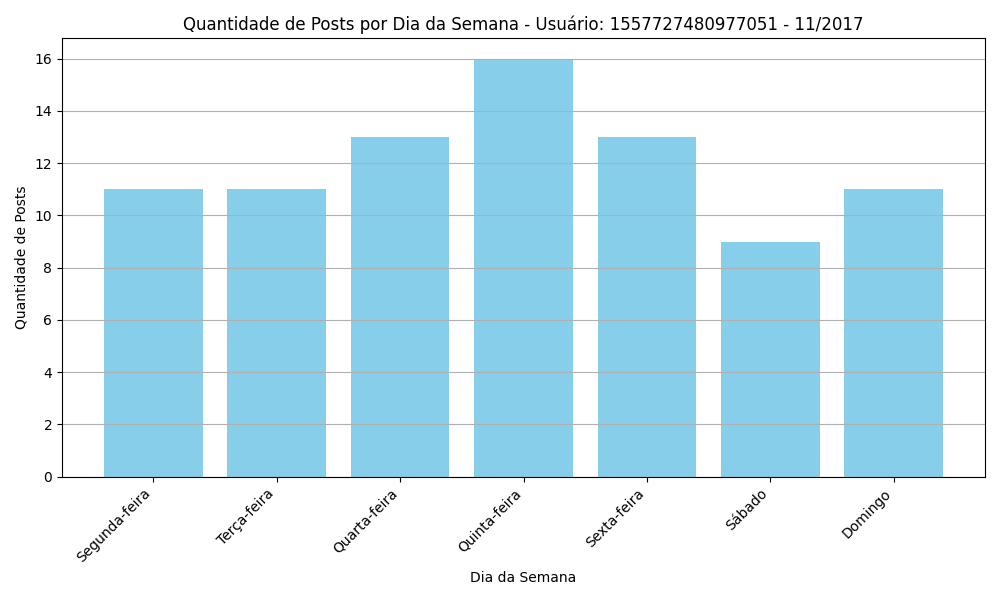 Quantidade de Posts por Dia da Semana - Usuário: 1557727480977051 - 11/2017
Quantidade de Posts
16
14
12
10
8
6
4
2
0
Segunda-feira
Terça-feira
Quarta-feira
Quinta-feira
Sexta-feira
Sábado
Domingo
Dia da Semana